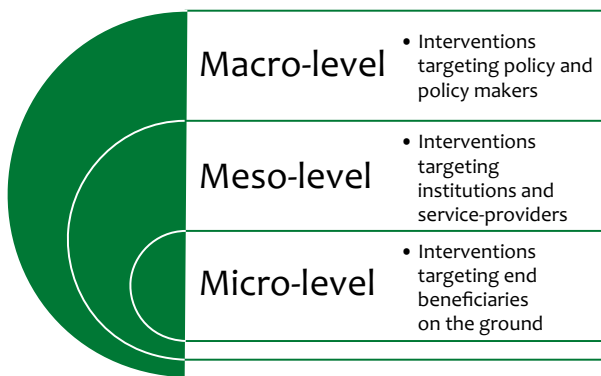 Macro-level
• Interventions
targeting policy and
policy makers
Meso-level
• Interventions
targeting
institutions and
service-providers
Micro-level
• Interventions
targeting end
beneficiaries
on the ground